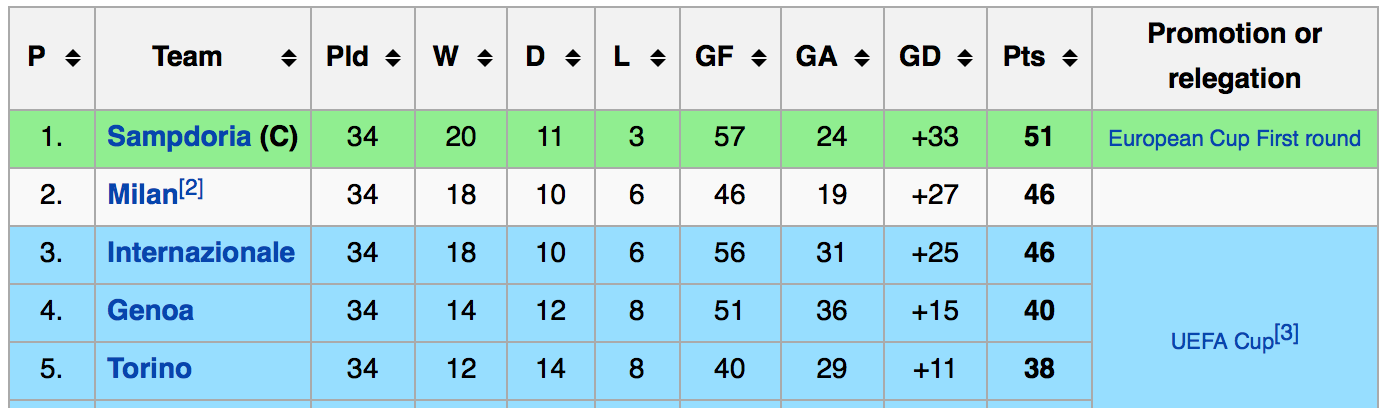 P Team Pld W D L GF GA GD Pts Promotion or relegation
1. Sampdoria (C) 34 20 11 3 57 24 +33 51 European Cup First round
2. Milan[2] 34 18 10 6 46 19 +27 46
3. Internazionale 34 18 10 6 56 31 +25 46
4. Genoa 34 14 12 8 51 36 +15 40
UEFA Cup[3]
5. Torino 34 12 14 8 40 29 +11 38